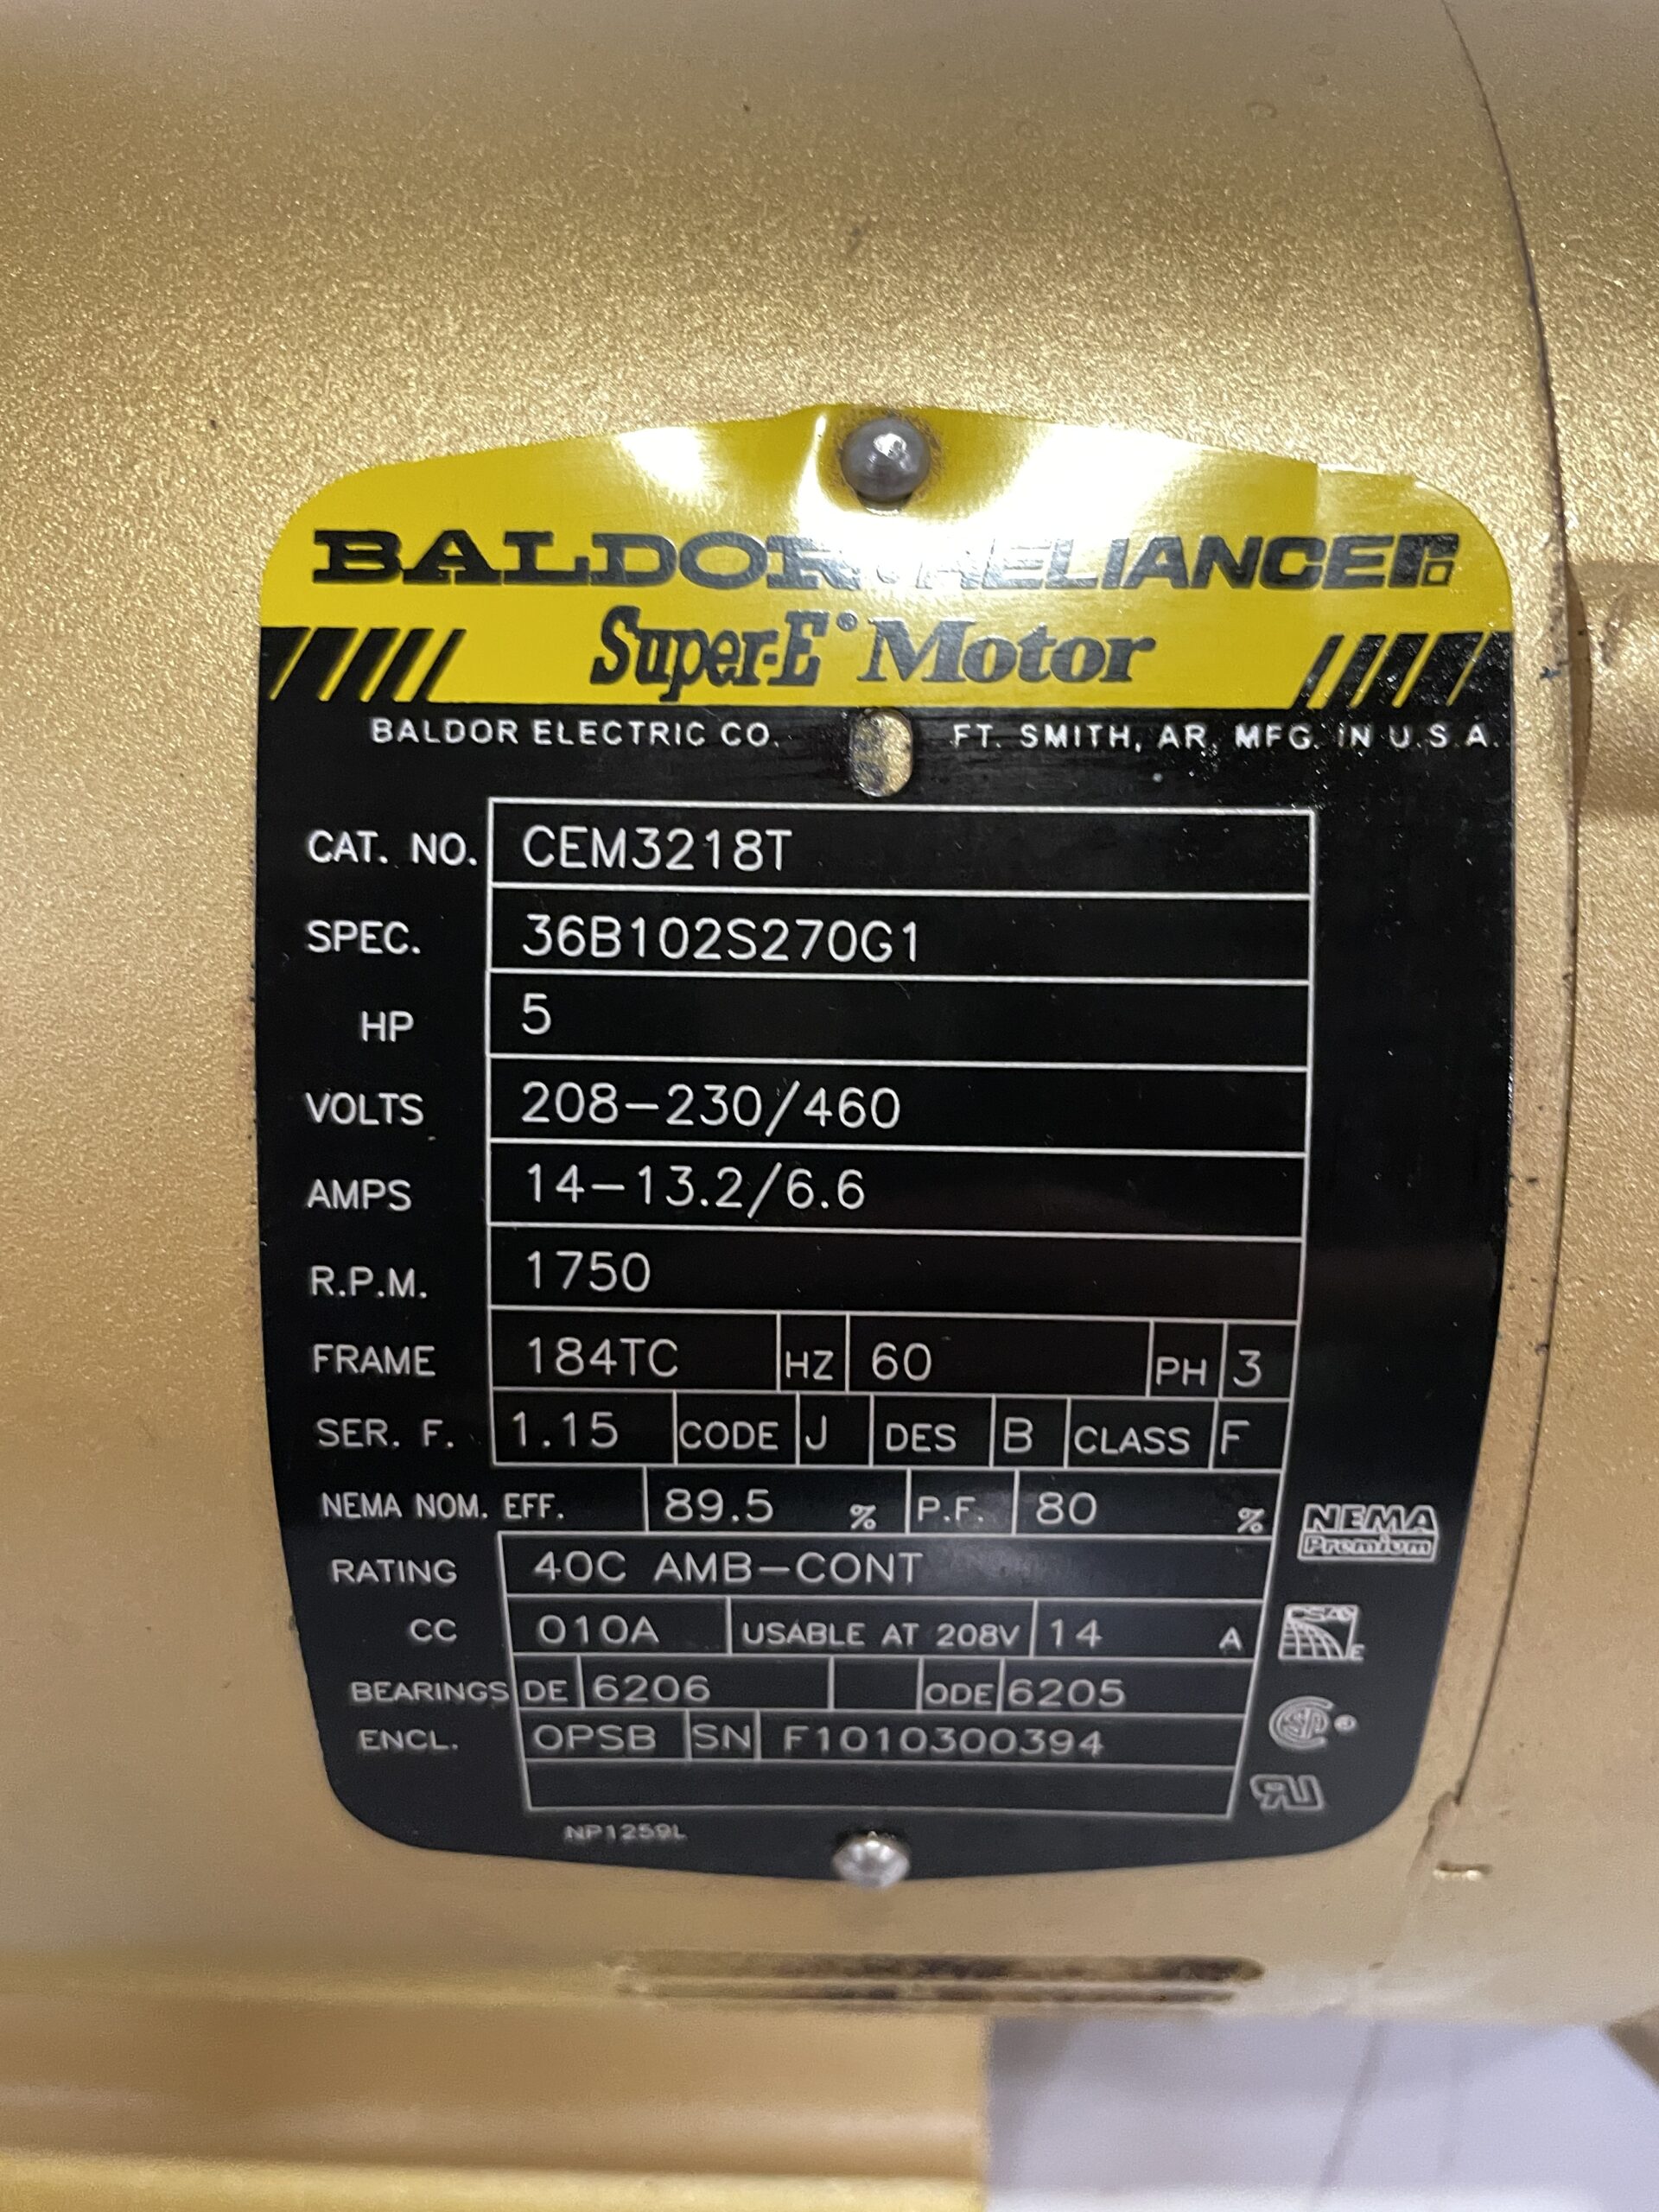 BALDOR RELIANCE
Super-E® Motor
BALDOR ELECTRIC CO. FT. SMITH, AR. MFG. IN U.S.A.
CAT. NO. CEM3218T
SPEC. 36B102S270G1
HP 5
VOLTS 208-230/460
AMPS 14-13.2/6.6
R.P.M. 1750
FRAME 184TC HZ 60 PH 3
SER. F. 1.15 CODE J DES B CLASS F
NEMA NOM. EFF. 89.5 % P.F. 80 %
NEMA
Premium
RATING 40C AMB-CONT
CC 010A USABLE AT 208V 14 A
CSA
E
BEARINGS DE 6206 ODE 6205
ENCL. OPSB SN F1010300394
SA
RU
NP1259L